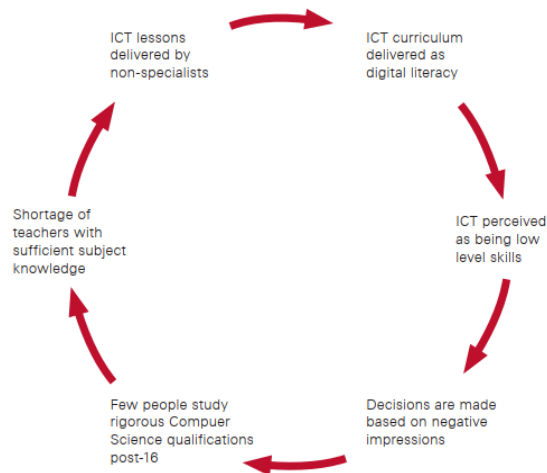 ICT lessons
delivered by
non-specialists
ICT curriculum
delivered as
digital literacy
ICT perceived
as being low
level skills
Decisions are made
based on negative
impressions
Few people study
rigorous Compuer
Science qualifications
post-16
Shortage of
teachers with
sufficient subject
knowledge